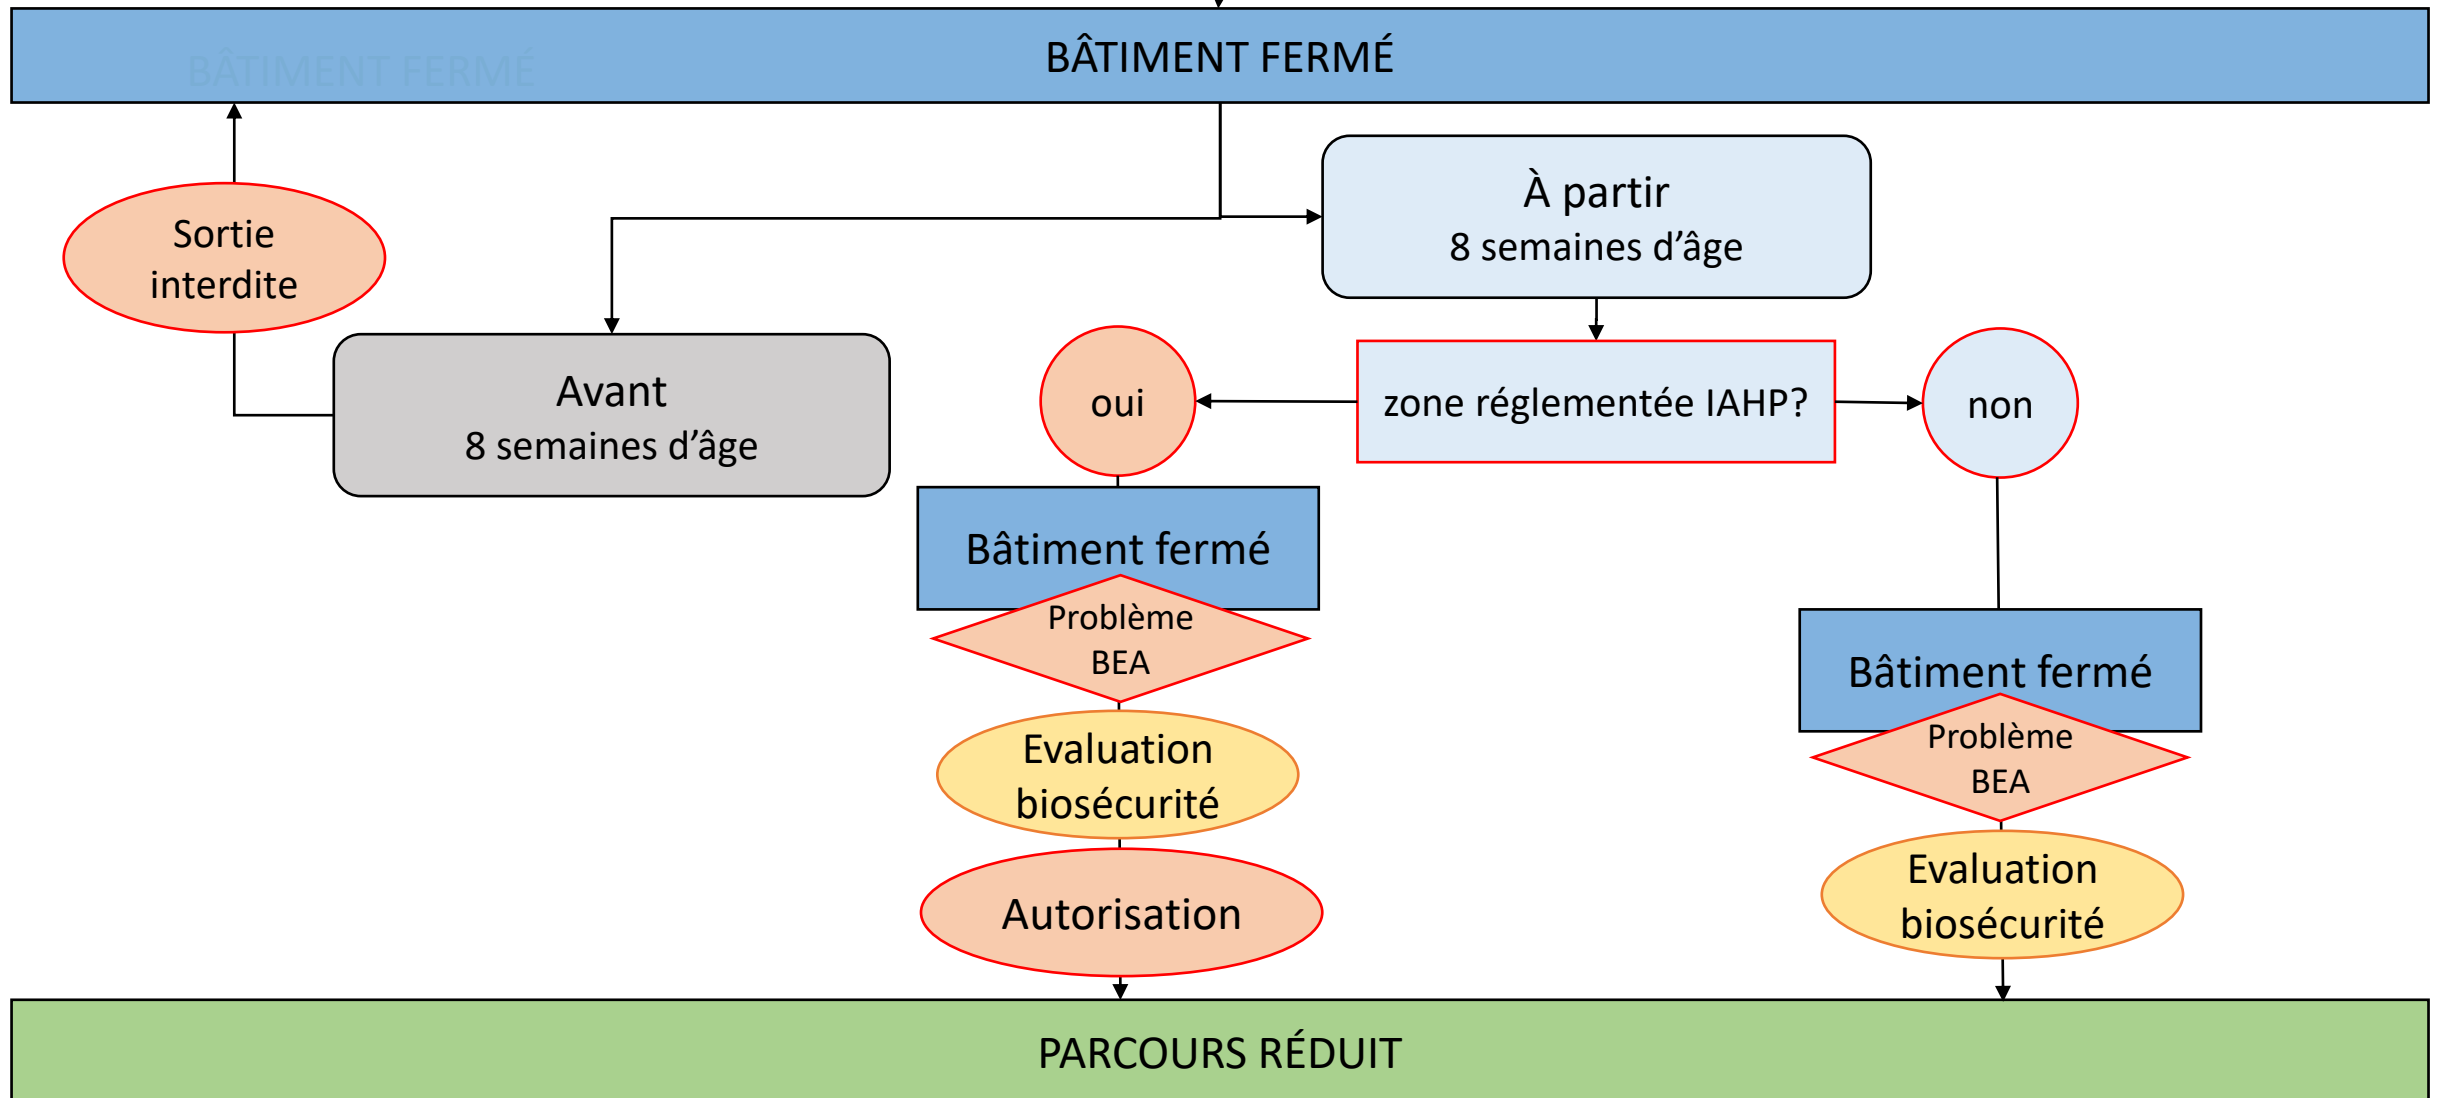 BÂTIMENT FERMÉ
BÂTIMENT FERMÉ
À partir
8 semaines d’âge
Sortie
interdite
Avant
8 semaines d’âge
oui
zone réglementée IAHP?
non
Bâtiment fermé
Problème
BEA
Evaluation
biosécurité
Autorisation
Bâtiment fermé
Problème
BEA
Evaluation
biosécurité
PARCOURS RÉDUIT